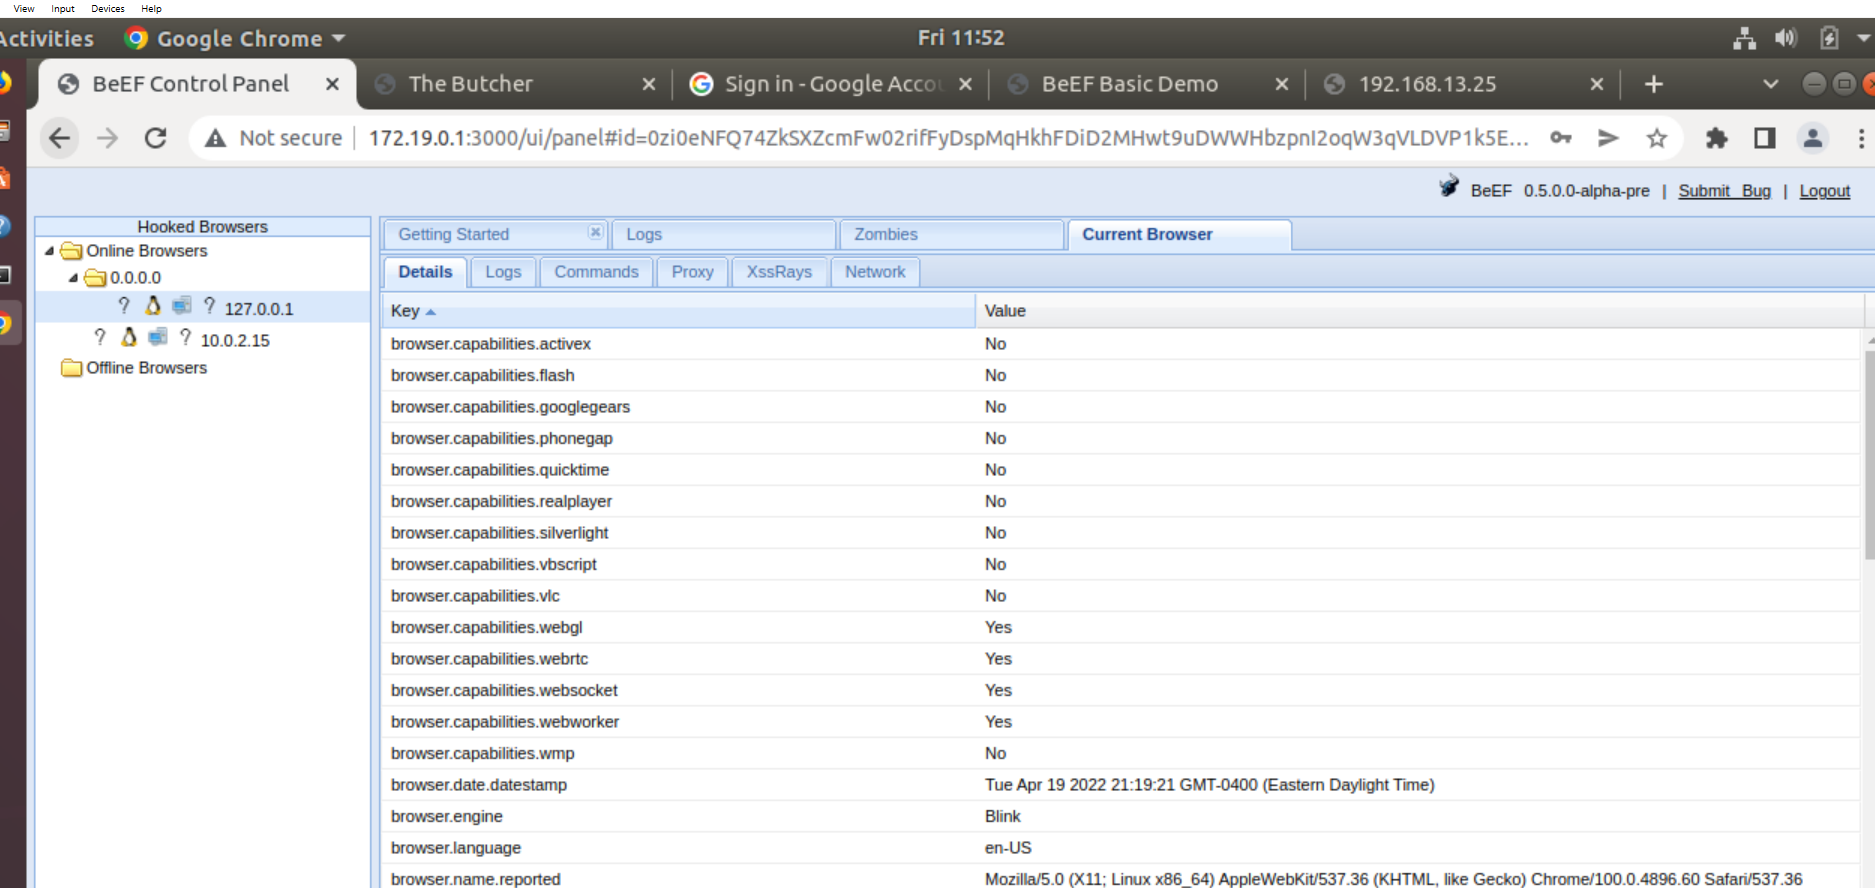 View Input Devices Help
Activities Google Chrome Fri 11:52
BeEF Control Panel The Butcher Sign in - Google Accou BeEF Basic Demo 192.168.13.25
Not secure 172.19.0.1:3000/ui/panel#id=0zi0eNFQ74ZkSXZcmFw02rifFyDspMqHkhFDiD2MHwt9uDWWHbzpnI2oqW3qVLDVP1k5E...
BeEF 0.5.0.0-alpha-pre | Submit Bug | Logout
Hooked Browsers
Online Browsers
0.0.0.0
? ? 127.0.0.1
? ? 10.0.2.15
Offline Browsers
Getting Started Logs Zombies Current Browser
Details Logs Commands Proxy XssRays Network
Key Value
browser.capabilities.activex No
browser.capabilities.flash No
browser.capabilities.googlegears No
browser.capabilities.phonegap No
browser.capabilities.quicktime No
browser.capabilities.realplayer No
browser.capabilities.silverlight No
browser.capabilities.vbscript No
browser.capabilities.vlc No
browser.capabilities.webgl Yes
browser.capabilities.webrtc Yes
browser.capabilities.websocket Yes
browser.capabilities.webworker Yes
browser.capabilities.wmp No
browser.date.datestamp Tue Apr 19 2022 21:19:21 GMT-0400 (Eastern Daylight Time)
browser.engine Blink
browser.language en-US
browser.name.reported Mozilla/5.0 (X11; Linux x86_64) AppleWebKit/537.36 (KHTML, like Gecko) Chrome/100.0.4896.60 Safari/537.36